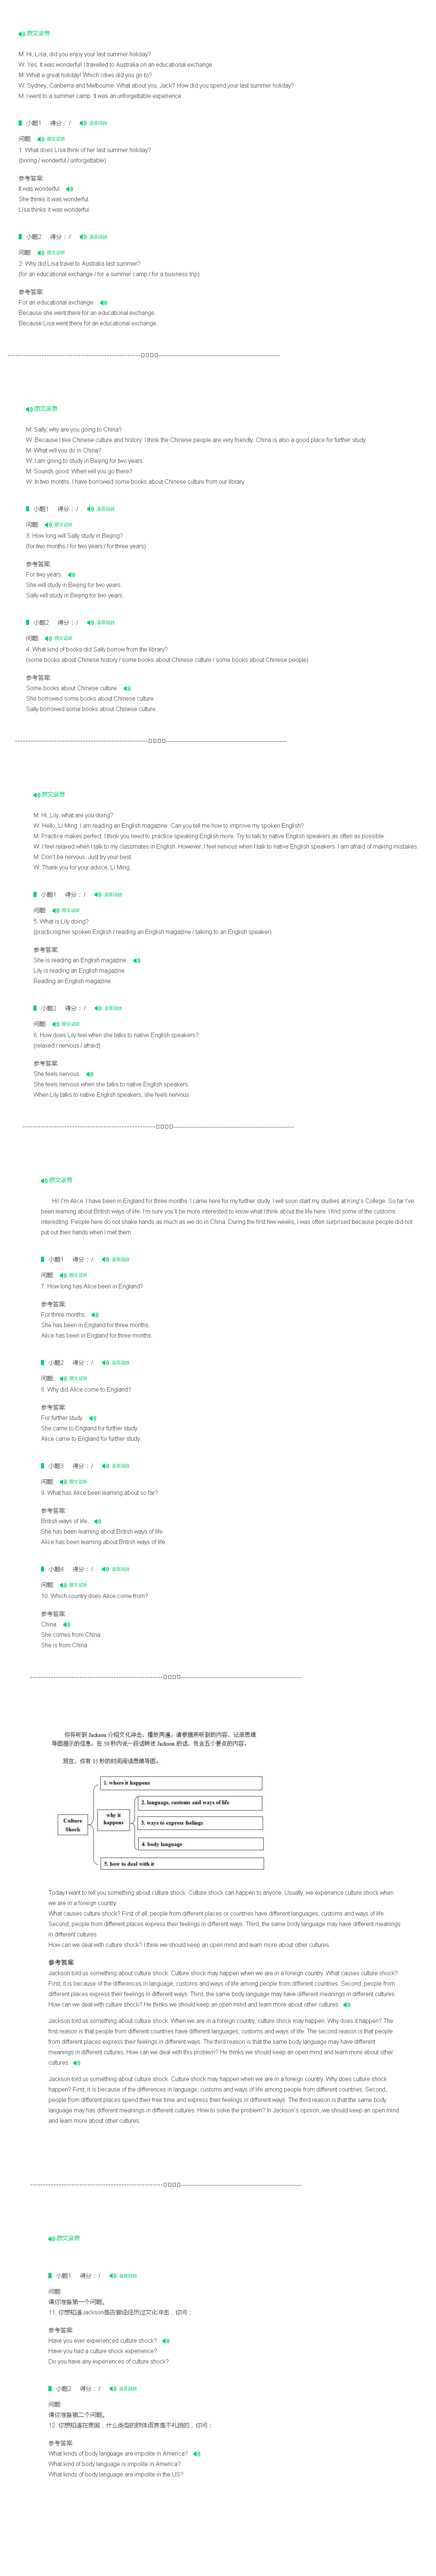 原文录音
M: Hi, Lisa, did you enjoy your last summer holiday?
W: Yes. It was wonderful! I travelled to Australia on an educational exchange.
M: What a great holiday! Which cities did you go to?
W: Sydney, Canberra and Melbourne. What about you, Jack? How did you spend your last summer holiday?
M: I went to a summer camp. It was an unforgettable experience.
小题1 得分： /
问题: 原文试听
1. What does Lisa think of her last summer holiday?
(boring / wonderful / unforgettable)
参考答案:
It was wonderful.
She thinks it was wonderful.
Lisa thinks it was wonderful.
小题2 得分： /
问题: 原文试听
2. Why did Lisa travel to Australia last summer?
(for an educational exchange / for a summer camp / for a business trip)
参考答案:
For an educational exchange.
Because she went there for an educational exchange.
Because Lisa went there for an educational exchange.
原文录音
M: Sally, why are you going to China?
W: Because I like Chinese culture and history. I think the Chinese people are very friendly. China is also a good place for further study.
M: What will you do in China?
W: I am going to study in Beijing for two years.
M: Sounds good. When will you go there?
W: In two months. I have borrowed some books about Chinese culture from our library.
小题1 得分： /
问题: 原文试听
3. How long will Sally study in Beijing?
(for two months / for two years / for three years)
参考答案:
For two years.
She will study in Beijing for two years.
Sally will study in Beijing for two years.
小题2 得分： /
问题: 原文试听
4. What kind of books did Sally borrow from the library?
(some books about Chinese history / some books about Chinese culture / some books about Chinese people)
参考答案:
Some books about Chinese culture.
She borrowed some books about Chinese culture.
Sally borrowed some books about Chinese culture.
原文录音
M: Hi, Lily, what are you doing?
W: Hello, Li Ming. I am reading an English magazine. Can you tell me how to improve my spoken English?
M: Practice makes perfect. I think you need to practice speaking English more. Try to talk to native English speakers as often as possible.
W: I feel relaxed when I talk to my classmates in English. However, I feel nervous when I talk to native English speakers. I am afraid of making mistakes.
M: Don't be nervous. Just try your best.
W: Thank you for your advice, Li Ming.
小题1 得分： /
问题: 原文试听
5. What is Lily doing?
(practicing her spoken English / reading an English magazine / talking to an English speaker)
参考答案:
She is reading an English magazine.
Lily is reading an English magazine.
Reading an English magazine.
小题2 得分： /
问题: 原文试听
6. How does Lily feel when she talks to native English speakers?
(relaxed / nervous / afraid)
参考答案:
She feels nervous.
She feels nervous when she talks to native English speakers.
When Lily talks to native English speakers, she feels nervous.
原文录音
Hi! I'm Alice. I have been in England for three months. I came here for my further study. I will soon start my studies at King's College. So far I've
been learning about British ways of life. I'm sure you'll be more interested to know what I think about the life here. I find some of the customs
interesting. People here do not shake hands as much as we do in China. During the first few weeks, I was often surprised because people did not
put out their hands when I met them.
小题1 得分： /
问题: 原文试听
7. How long has Alice been in England?
参考答案:
For three months.
She has been in England for three months.
Alice has been in England for three months.
小题2 得分： /
问题: 原文试听
8. Why did Alice come to England?
参考答案:
For further study.
She came to England for further study.
Alice came to England for further study.
小题3 得分： /
问题: 原文试听
9. What has Alice been learning about so far?
参考答案:
British ways of life.
She has been learning about British ways of life.
Alice has been learning about British ways of life.
小题4 得分： /
问题: 原文试听
10. Which country does Alice come from?
参考答案:
China.
She comes from China.
She is from China.
你将听到 Jackson 介绍文化冲击，播放两遍。请根据所听到的内容，记录思维
导图提示的信息，在 50 秒内说一段话转述 Jackson 的话，包含五个要点的内容。
现在，你有 15 秒的时间阅读思维导图。
1. where it happens
2. language, customs and ways of life
Culture Shock
why it happens
3. ways to express feelings
4. body language
5. how to deal with it
Today I want to tell you something about culture shock. Culture shock can happen to anyone. Usually, we experience culture shock when
we are in a foreign country.
What causes culture shock? First of all, people from different places or countries have different languages, customs and ways of life.
Second, people from different places express their feelings in different ways. Third, the same body language may have different meanings
in different cultures.
How can we deal with culture shock? I think we should keep an open mind and learn more about other cultures.
参考答案:
Jackson told us something about culture shock. Culture shock may happen when we are in a foreign country. What causes culture shock?
First, it is because of the differences in language, customs and ways of life among people from different countries. Second, people from
different places express their feelings in different ways. Third, the same body language may have different meanings in different cultures.
How can we deal with culture shock? He thinks we should keep an open mind and learn more about other cultures.
Jackson told us something about culture shock. When we are in a foreign country, culture shock may happen. Why does it happen? The
first reason is that people from different countries have different languages, customs and ways of life. The second reason is that people
from different places express their feelings in different ways. The third reason is that the same body language may have different
meanings in different cultures. How can we deal with this problem? He thinks we should keep an open mind and learn more about other
cultures.
Jackson told us something about culture shock. Culture shock may happen when we are in a foreign country. Why does culture shock
happen? First, it is because of the differences in language, customs and ways of life among people from different countries. Second,
people from different places spend their free time and express their feelings in different ways. The third reason is that the same body
language may has different meanings in different cultures. How to solve the problem? In Jackson's opinion, we should keep an open mind
and learn more about other cultures.
原文录音
小题1 得分： /
问题:
请你准备第一个问题。
11. 你想知道Jackson是否曾经经历过文化冲击，你问：
参考答案:
Have you ever experienced culture shock?
Have you had a culture shock experience?
Do you have any experiences of culture shock?
小题2 得分： /
问题:
请你准备第二个问题。
12. 你想知道在美国，什么类型的肢体语言是不礼貌的，你问：
参考答案:
What kinds of body language are impolite in America?
What kind of body language is impolite in America?
What kinds of body language are impolite in the US?